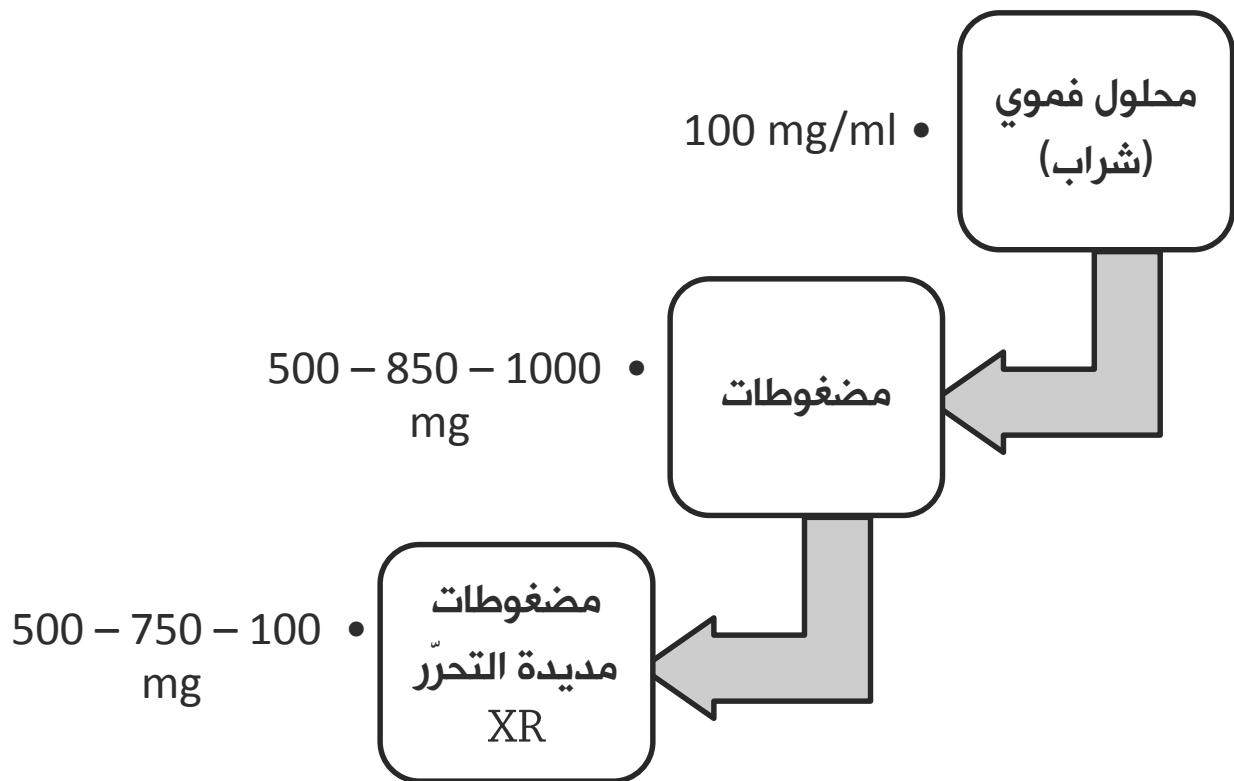 محلول فموي
(شراب)
100 mg/ml •
مضغوطات
500 – 850 – 1000 •
mg
مضغوطات
مديدة التحرّر
XR
500 – 750 – 100 •
mg